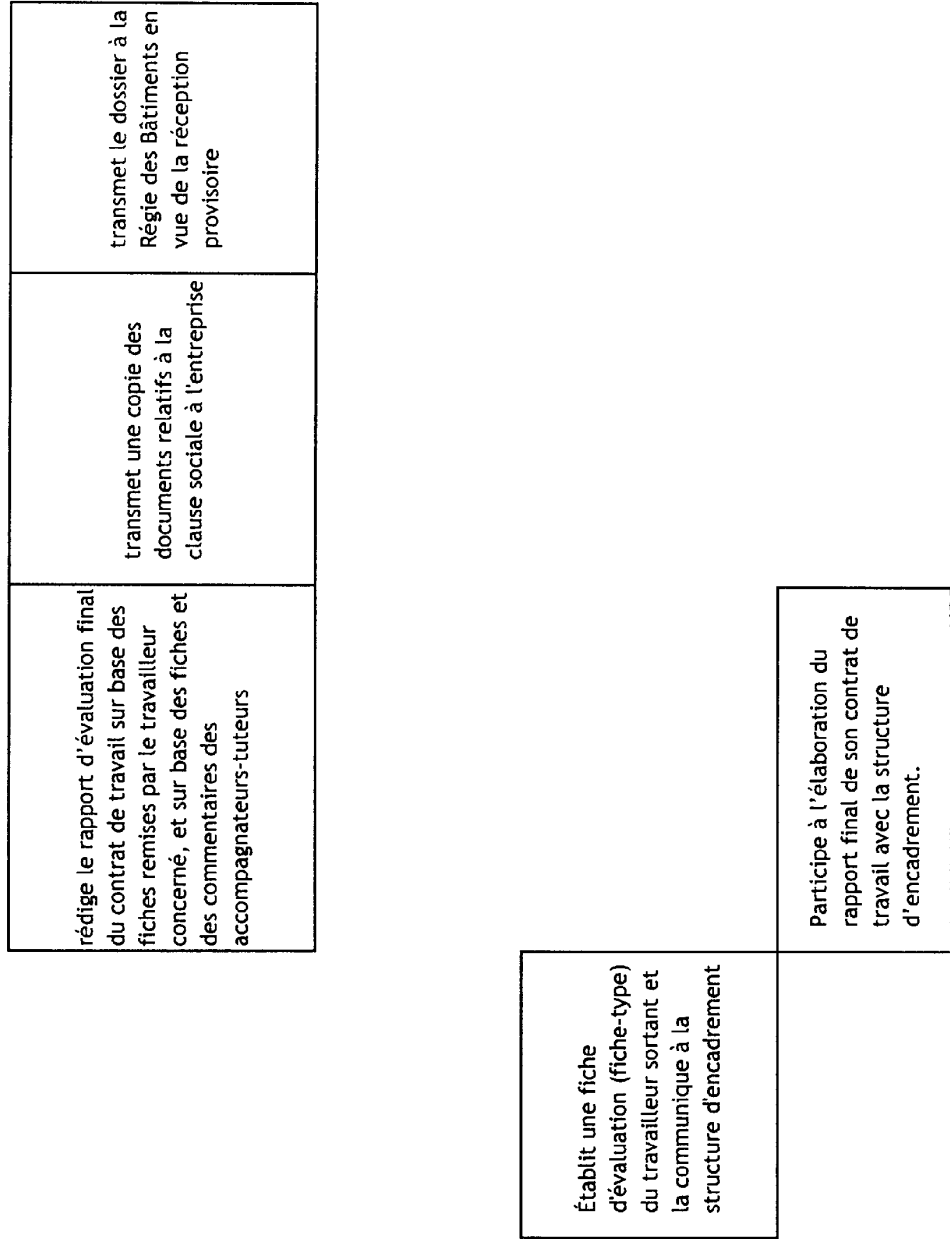 rédige le rapport d'évaluation final
du contrat de travail sur base des
fiches remises par le travailleur
concerné, et sur base des fiches et
des commentaires des
accompagnateurs-tuteurs
transmet une copie des
documents relatifs à la
clause sociale à l'entreprise
transmet le dossier à la
Régie des Bâtiments en
vue de la réception
provisoire
Établit une fiche
d'évaluation (fiche-type)
du travailleur sortant et
la communique à la
structure d'encadrement
Participe à l'élaboration du
rapport final de son contrat de
travail avec la structure
d'encadrement.